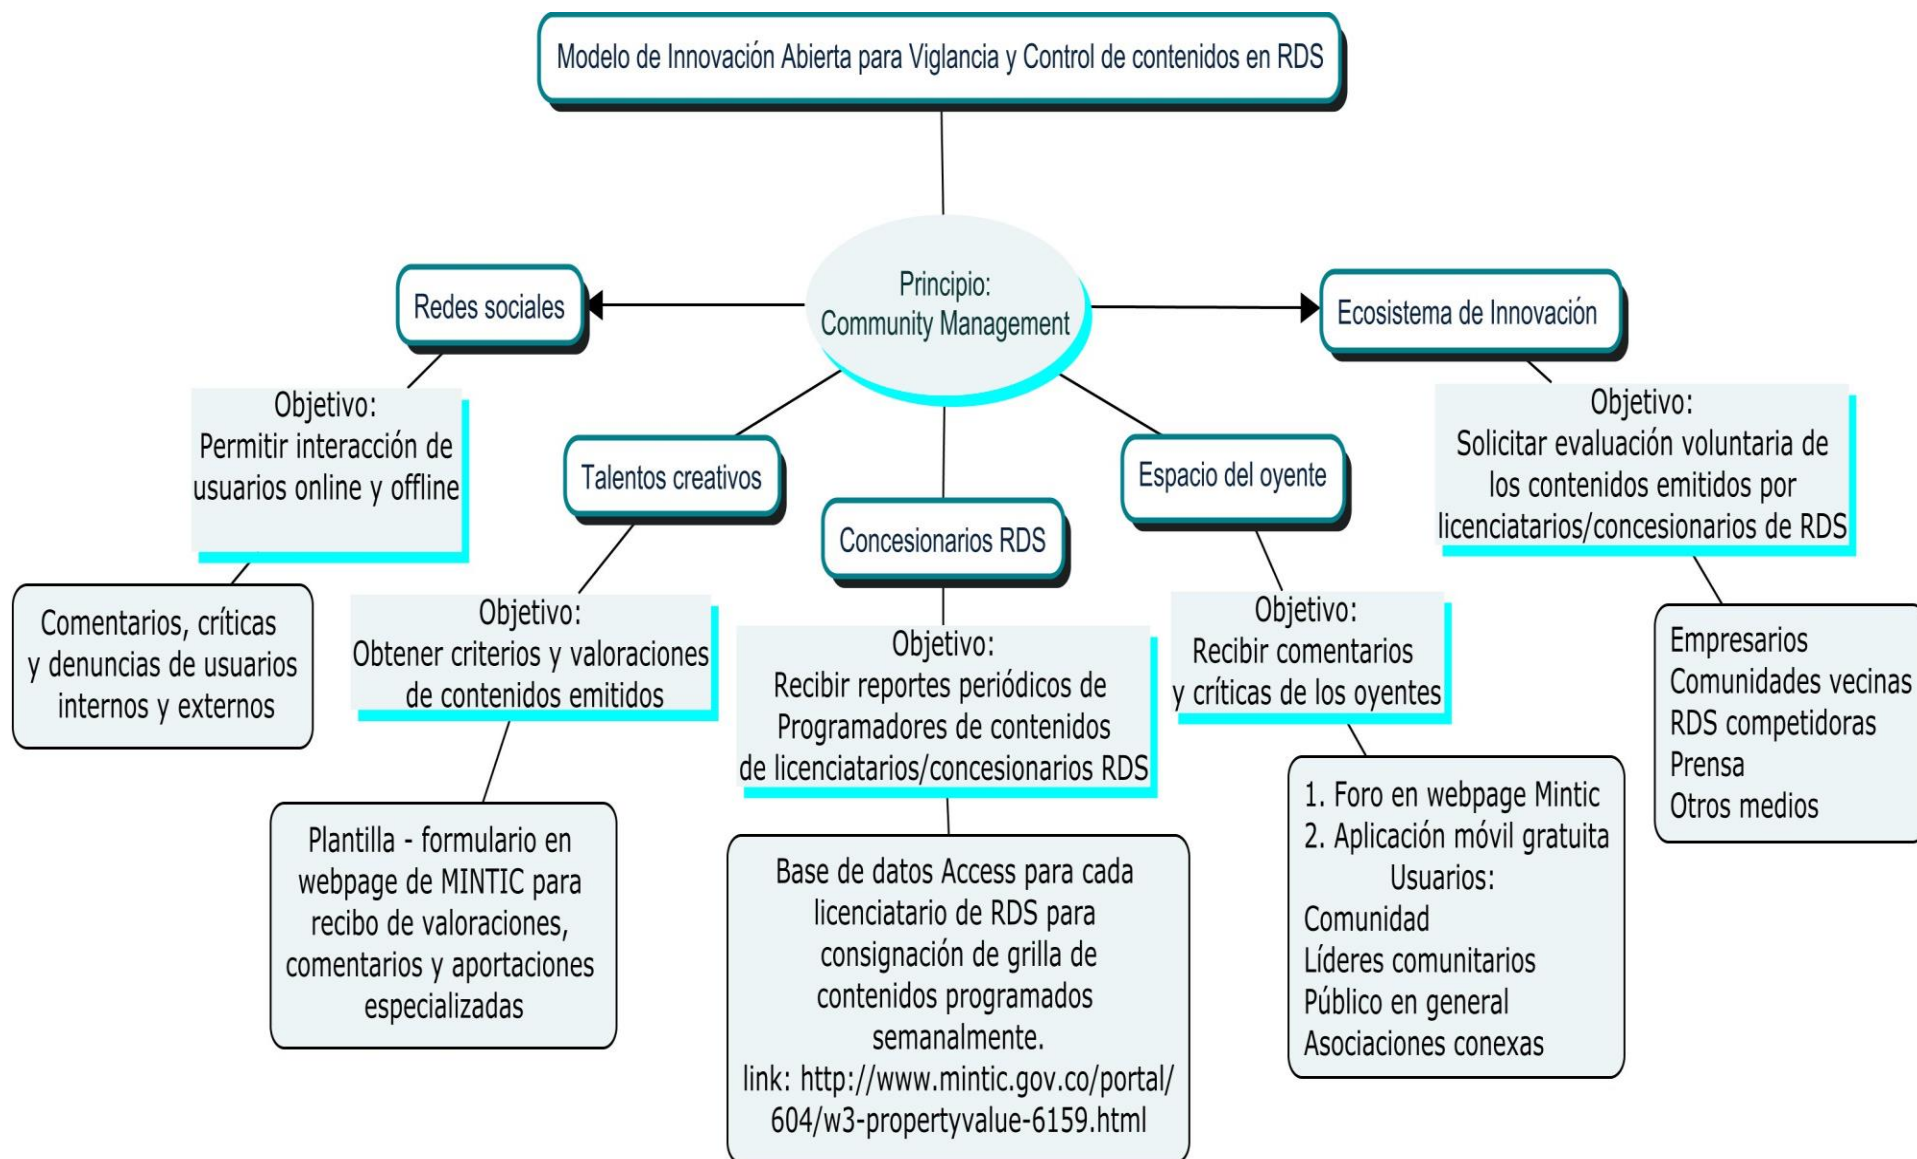 Modelo de Innovación Abierta para Viglancia y Control de contenidos en RDS
Principio:
Community Management
Redes sociales
Objetivo:
Permitir interacción de
usuarios online y offline
Comentarios, críticas
y denuncias de usuarios
internos y externos
Talentos creativos
Objetivo:
Obtener criterios y valoraciones
de contenidos emitidos
Plantilla - formulario en
webpage de MINTIC para
recibo de valoraciones,
comentarios y aportaciones
especializadas
Concesionarios RDS
Objetivo:
Recibir reportes periódicos de
Programadores de contenidos
de licenciatarios/concesionarios RDS
Base de datos Access para cada
licenciatario de RDS para
consignación de grilla de
contenidos programados
semanalmente.
link: http://www.mintic.gov.co/portal/
604/w3-propertyvalue-6159.html
Espacio del oyente
Objetivo:
Recibir comentarios
y críticas de los oyentes
1. Foro en webpage Mintic
2. Aplicación móvil gratuita
Usuarios:
Comunidad
Líderes comunitarios
Público en general
Asociaciones conexas
Ecosistema de Innovación
Objetivo:
Solicitar evaluación voluntaria de
los contenidos emitidos por
licenciatarios/concesionarios de RDS
Empresarios
Comunidades vecinas
RDS competidoras
Prensa
Otros medios